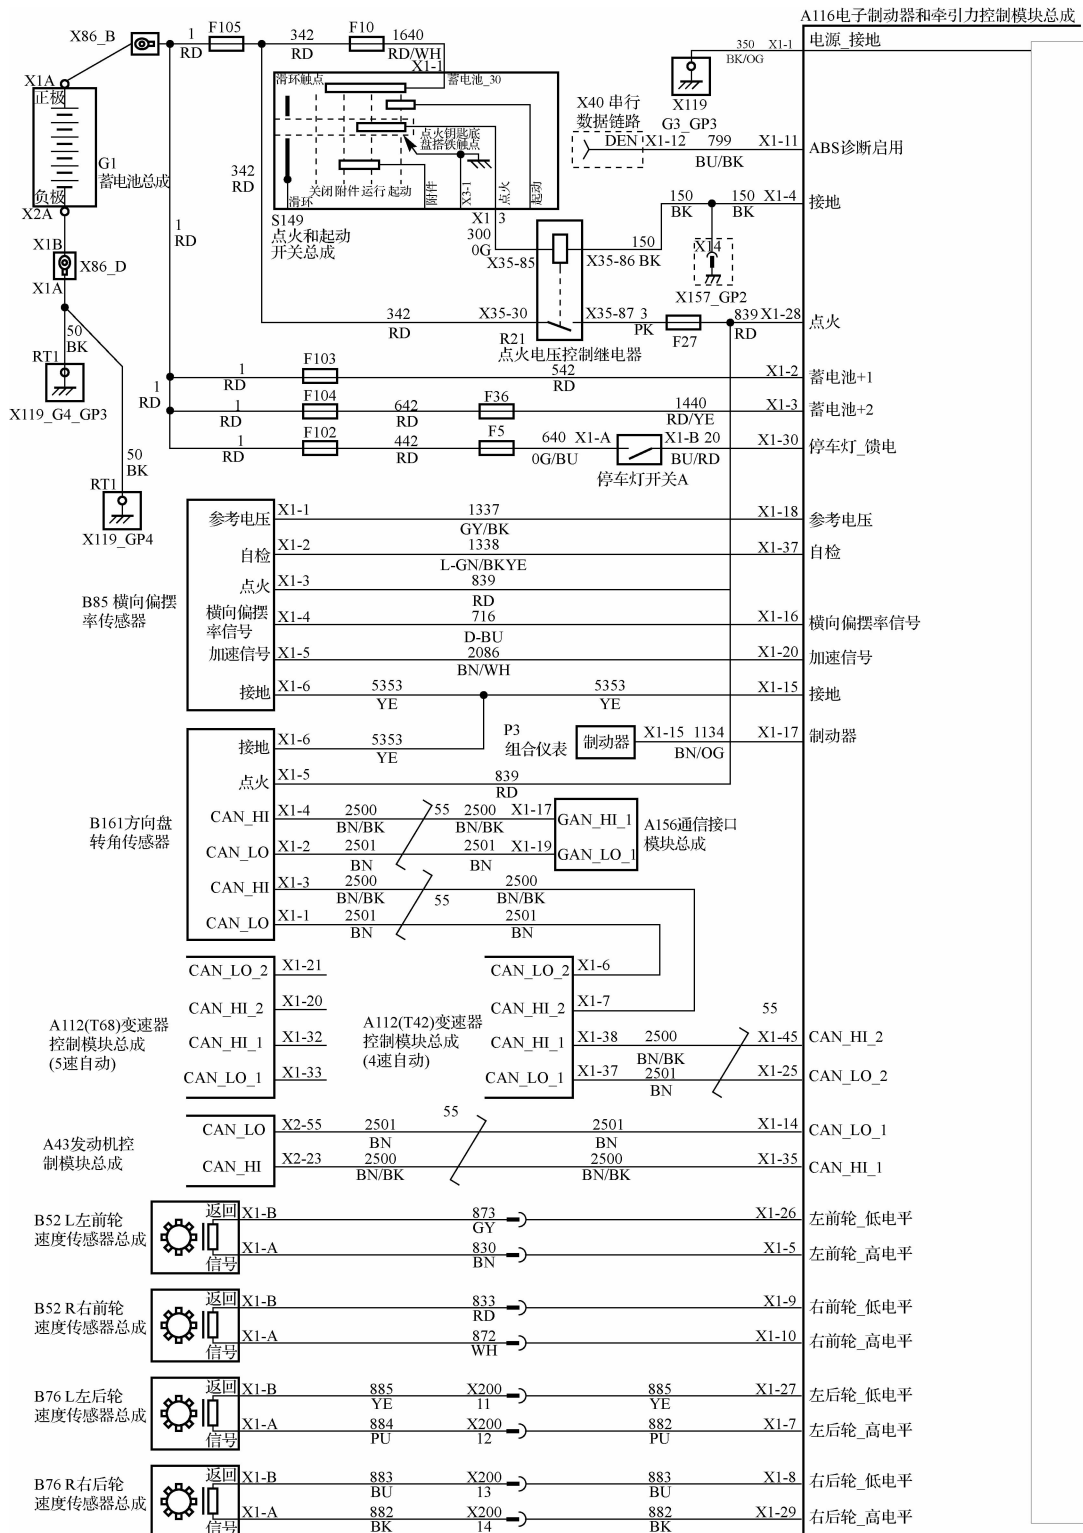 A116电子制动器和牵引力控制模块总成
X86_B
1
RD
F105
342
RD
F10
1640
RD/WH
X1-1
350
X1-1
BK/OG
电源_接地
X1A
正极
G1
蓄电池总成
负极
X2A
滑环触点
蓄电池_30
点火钥匙底
盘搭铁触点
关闭 附件 运行 起动
滑环
附件
X3-1
点火
起动
X119
G3_GP3
X40 串行
数据链路
DEN
X1-12
799
X1-11
BU/BK
ABS诊断启用
342
RD
1
RD
S149
点火和起动
开关总成
X1
3
300
0G
X35-85
150
X35-86
BK
150
BK
150
BK
X1-4
接地
X14
X157_GP2
X1B
X86_D
X1A
342
RD
X35-30
R21
点火电压控制继电器
X35-87
3
PK
F27
839
RD
X1-28
点火
50
BK
RT1
X119_G4_GP3
1
RD
1
RD
F103
542
RD
X1-2
蓄电池+1
1
RD
F104
642
RD
F36
1440
RD/YE
X1-3
蓄电池+2
1
RD
F102
442
RD
F5
640
0G/BU
X1-A
停车灯开关A
X1-B
20
BU/RD
X1-30
停车灯_馈电
50
BK
RT1
X119_GP4
B85 横向偏摆
率传感器
参考电压
X1-1
1337
GY/BK
X1-18
参考电压
自检
X1-2
1338
L-GN/BKYE
X1-37
自检
点火
X1-3
839
RD
横向偏摆
率信号
X1-4
716
D-BU
X1-16
横向偏摆率信号
加速信号
X1-5
2086
BN/WH
X1-20
加速信号
接地
X1-6
5353
YE
5353
YE
X1-15
接地
P3
组合仪表
制动器
X1-15
1134
BN/OG
X1-17
制动器
B161方向盘
转角传感器
接地
X1-6
5353
YE
点火
X1-5
839
RD
CAN_HI
X1-4
2500
BN/BK
55
2500
BN/BK
X1-17
GAN_HI_1
A156通信接口
模块总成
CAN_LO
X1-2
2501
BN
2501
BN
X1-19
GAN_LO_1
CAN_HI
X1-3
2500
BN/BK
55
2500
BN/BK
CAN_LO
X1-1
2501
BN
2501
BN
A112(T68)变速器
控制模块总成
(5速自动)
CAN_LO_2
X1-21
CAN_HI_2
X1-20
CAN_HI_1
X1-32
CAN_LO_1
X1-33
A112(T42)变速器
控制模块总成
(4速自动)
CAN_LO_2
X1-6
CAN_HI_2
X1-7
CAN_HI_1
X1-38
2500
BN/BK
55
X1-45
CAN_HI_2
CAN_LO_1
X1-37
2501
BN
X1-25
CAN_LO_2
A43发动机控
制模块总成
CAN_LO
X2-55
2501
BN
55
2501
BN
X1-14
CAN_LO_1
CAN_HI
X2-23
2500
BN/BK
2500
BN/BK
X1-35
CAN_HI_1
B52 L左前轮
速度传感器总成
返回
X1-B
873
GY
X1-26
左前轮_低电平
信号
X1-A
830
BN
X1-5
左前轮_高电平
B52 R右前轮
速度传感器总成
返回
X1-B
833
RD
X1-9
右前轮_低电平
信号
X1-A
872
WH
X1-10
右前轮_高电平
B76 L左后轮
速度传感器总成
返回
X1-B
885
YE
X200
11
885
YE
X1-27
左后轮_低电平
信号
X1-A
884
PU
X200
12
882
PU
X1-7
左后轮_高电平
B76 R右后轮
速度传感器总成
返回
X1-B
883
BU
X200
13
883
BU
X1-8
右后轮_低电平
信号
X1-A
882
BK
X200
14
882
BK
X1-29
右后轮_高电平